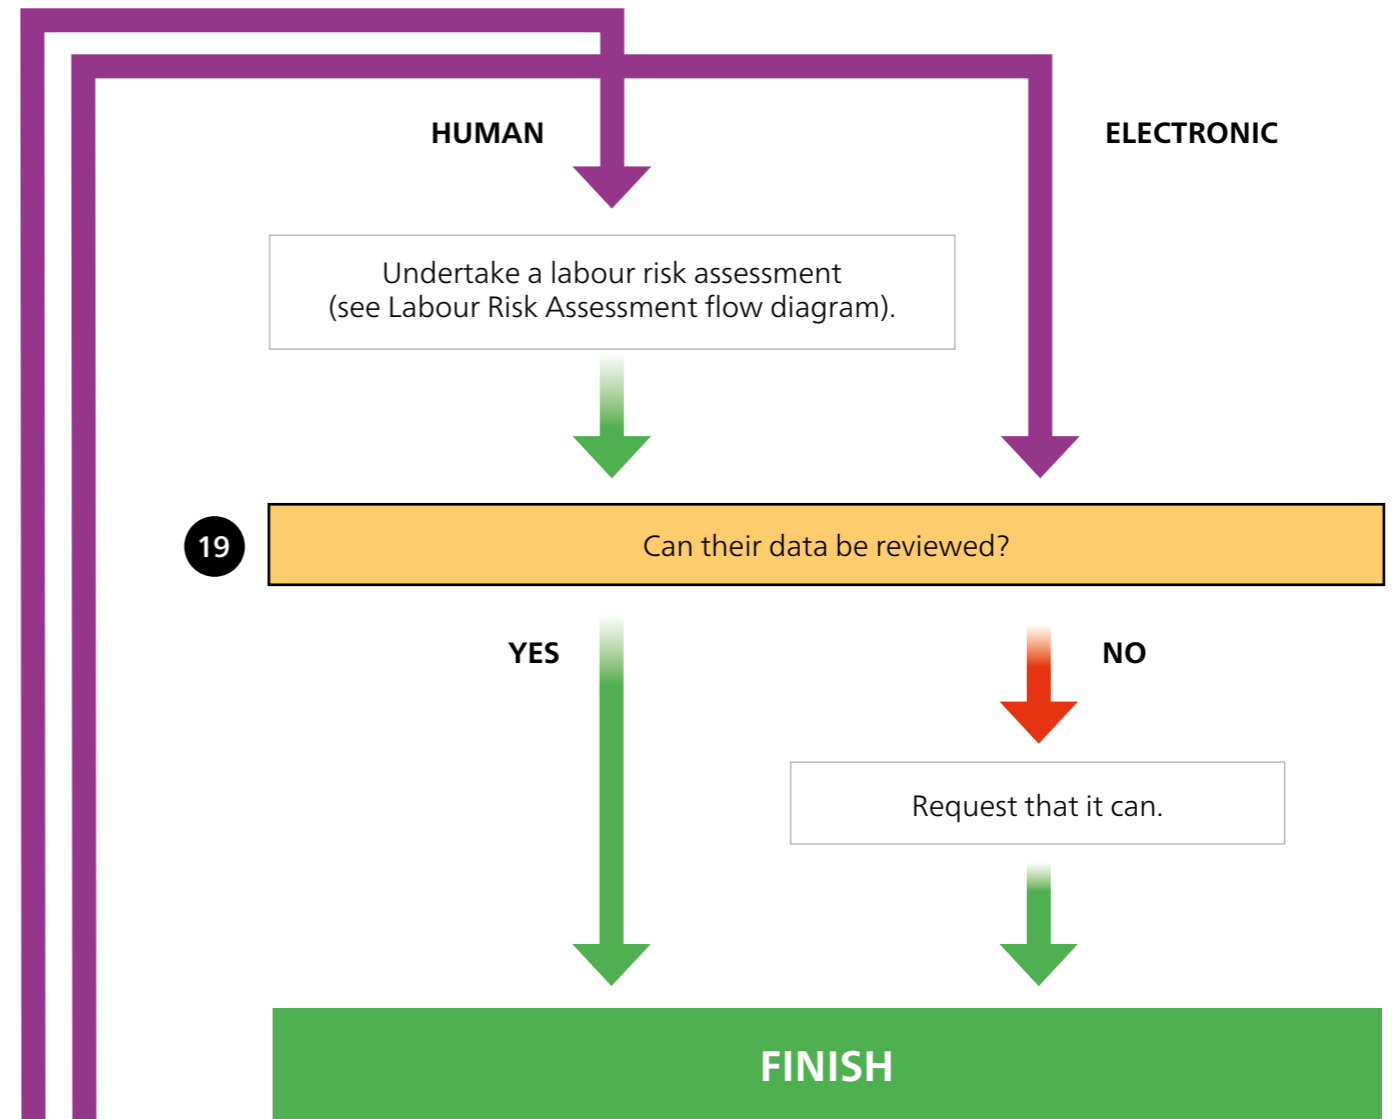 HUMAN
ELECTRONIC
Undertake a labour risk assessment
(see Labour Risk Assessment flow diagram).
19
Can their data be reviewed?
YES
NO
Request that it can.
FINISH